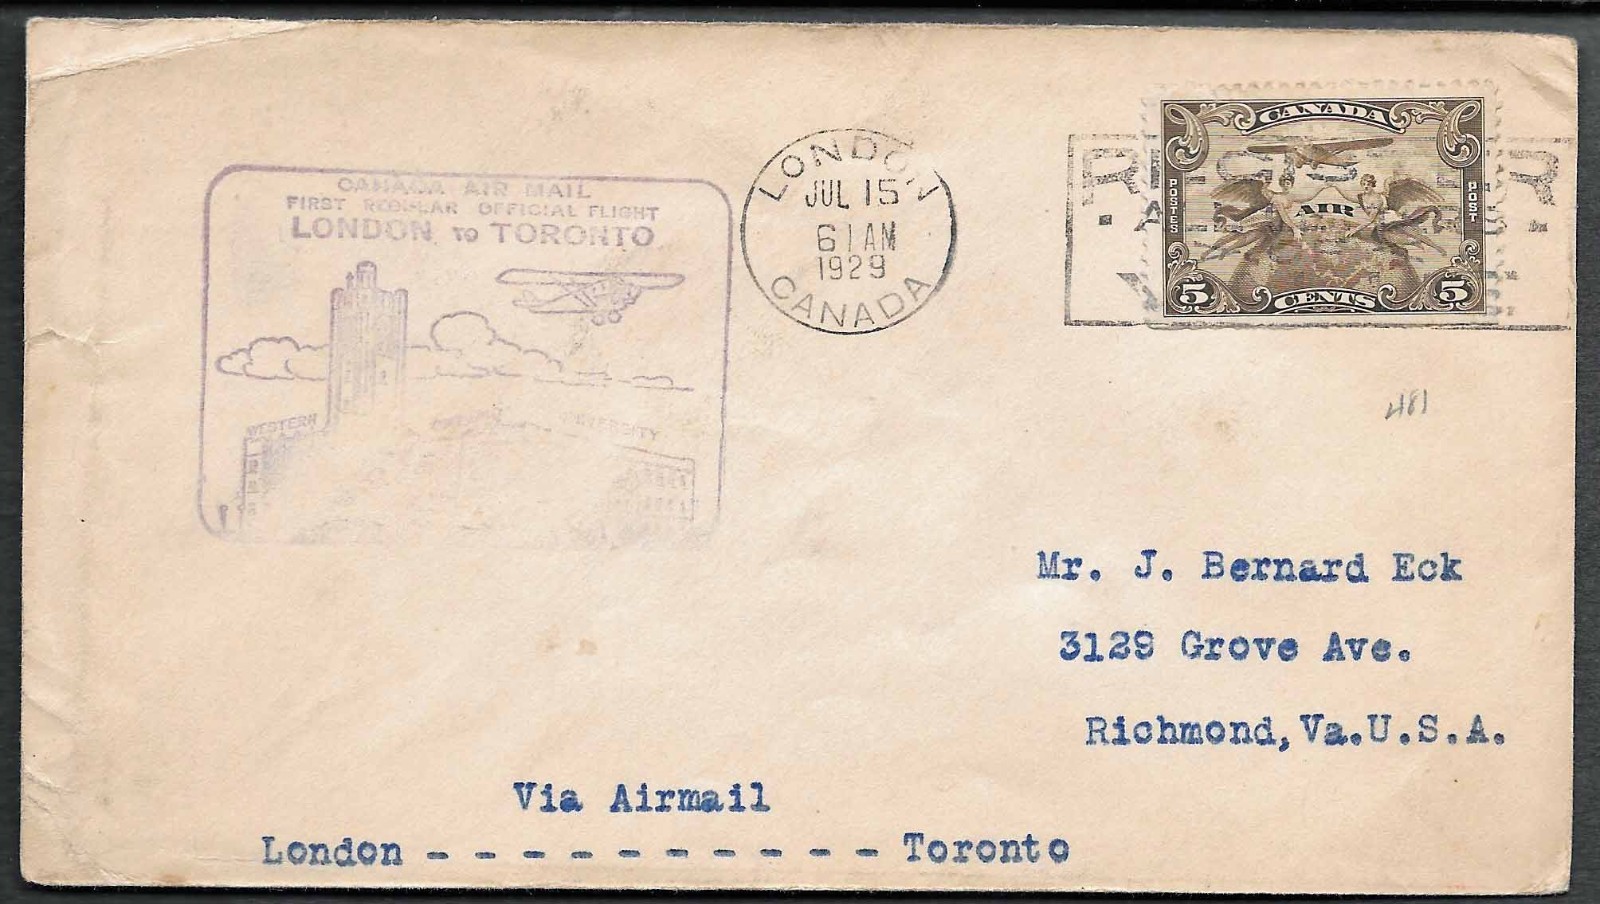 CANADA AIR MAIL
FIRST REGULAR OFFICIAL FLIGHT
LONDON TO TORONTO
WESTERN UNIVERSITY
LONDON
JUL 15
6 1 AM
1929
CANADA
CANADA
POSTES
POST
AIR
5 CENTS 5
481
Mr. J. Bernard Eck
3129 Grove Ave.
Richmond, Va.U.S.A.
Via Airmail
London - - - - - - - - - - Toronto